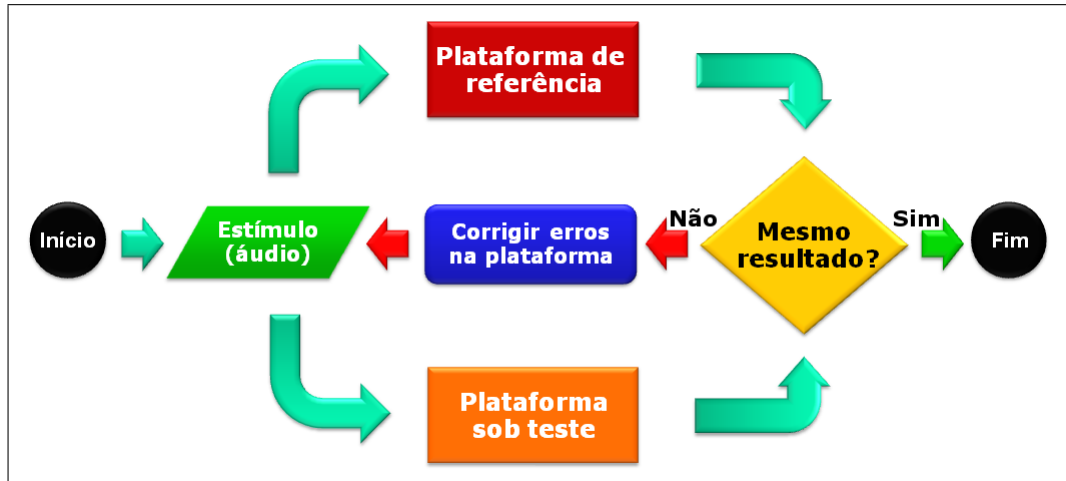 Plataforma de
referência
Início
Estímulo
(áudio)
Corrigir erros
na plataforma
Não
Mesmo
resultado?
Sim
Fim
Plataforma
sob teste